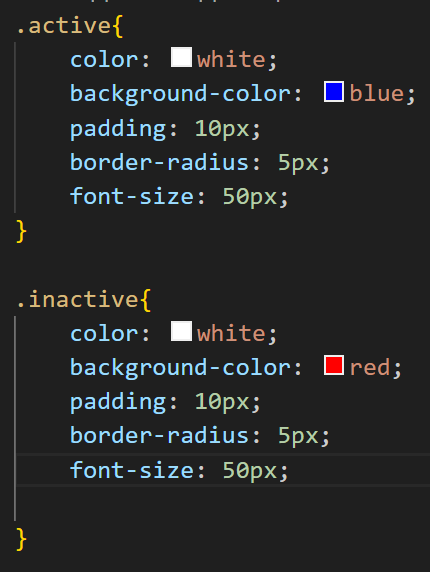 .active{
    color: white;
    background-color: blue;
    padding: 10px;
    border-radius: 5px;
    font-size: 50px;
}

.inactive{
    color: white;
    background-color: red;
    padding: 10px;
    border-radius: 5px;
    font-size: 50px;

}